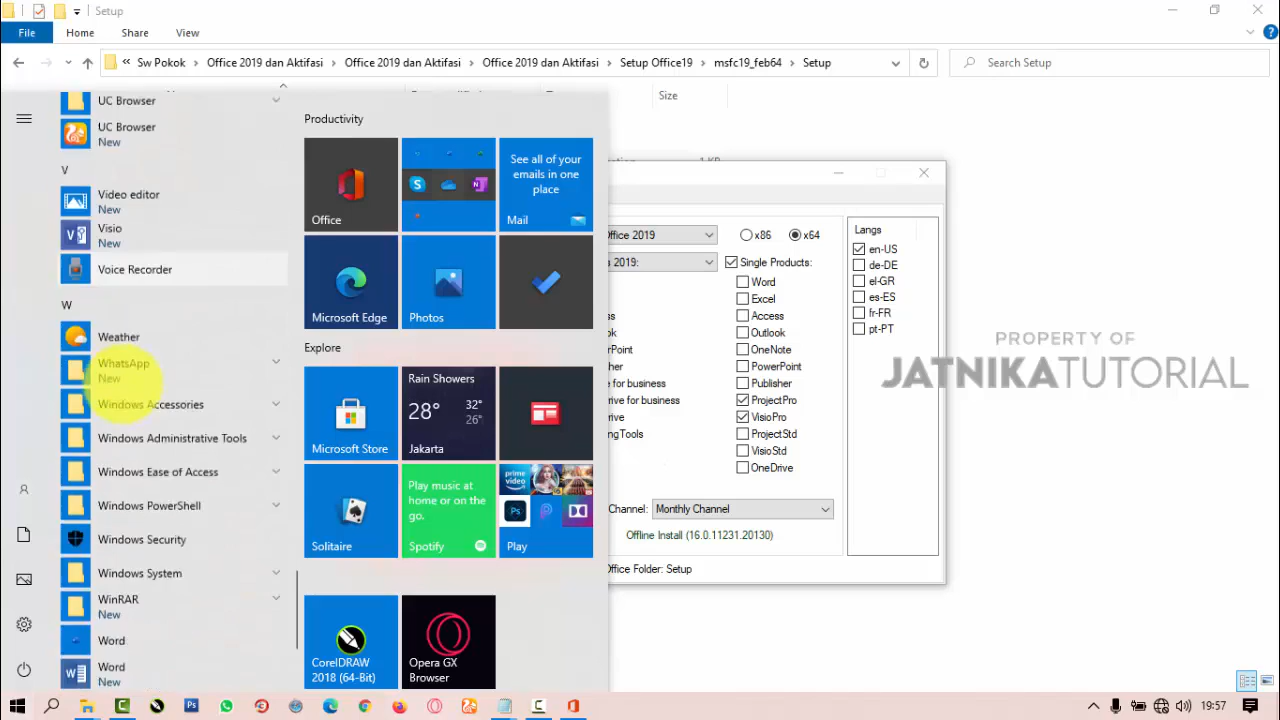 Setup
File
Home
Share
View
« Sw Pokok > Office 2019 dan Aktifasi > Office 2019 dan Aktifasi > Office 2019 dan Aktifasi > Setup Office19 > msfc19_feb64 > Setup
Search Setup
Size
1 KB
UC Browser
UC Browser
New
V
Video editor
New
Visio
New
Voice Recorder
W
Weather
WhatsApp
New
Windows Accessories
Windows Administrative Tools
Windows Ease of Access
Windows PowerShell
Windows Security
Windows System
WinRAR
New
Word
Word
New
Productivity
Office
See all of your
emails in one
place
Mail
Microsoft Edge
Photos
Explore
Microsoft Store
Rain Showers
28°
32°
26°
Jakarta
Solitaire
Play music at
home or on the
go.
Spotify
prime
video
Ps
Play
CorelDRAW
2018 (64-Bit)
Opera GX
Browser
ffice 2019
x86
x64
2019:
Single Products:
Word
Excel
Access
Outlook
OneNote
PowerPoint
Publisher
ProjectPro
VisioPro
ProjectStd
VisioStd
OneDrive
e for business
drive for business
Channel:
Monthly Channel
Offline Install (16.0.11231.20130)
ffice Folder: Setup
Langs
en-US
de-DE
el-GR
es-ES
fr-FR
pt-PT
PROPERTY OF
JATNIKATUTORIAL
19:57